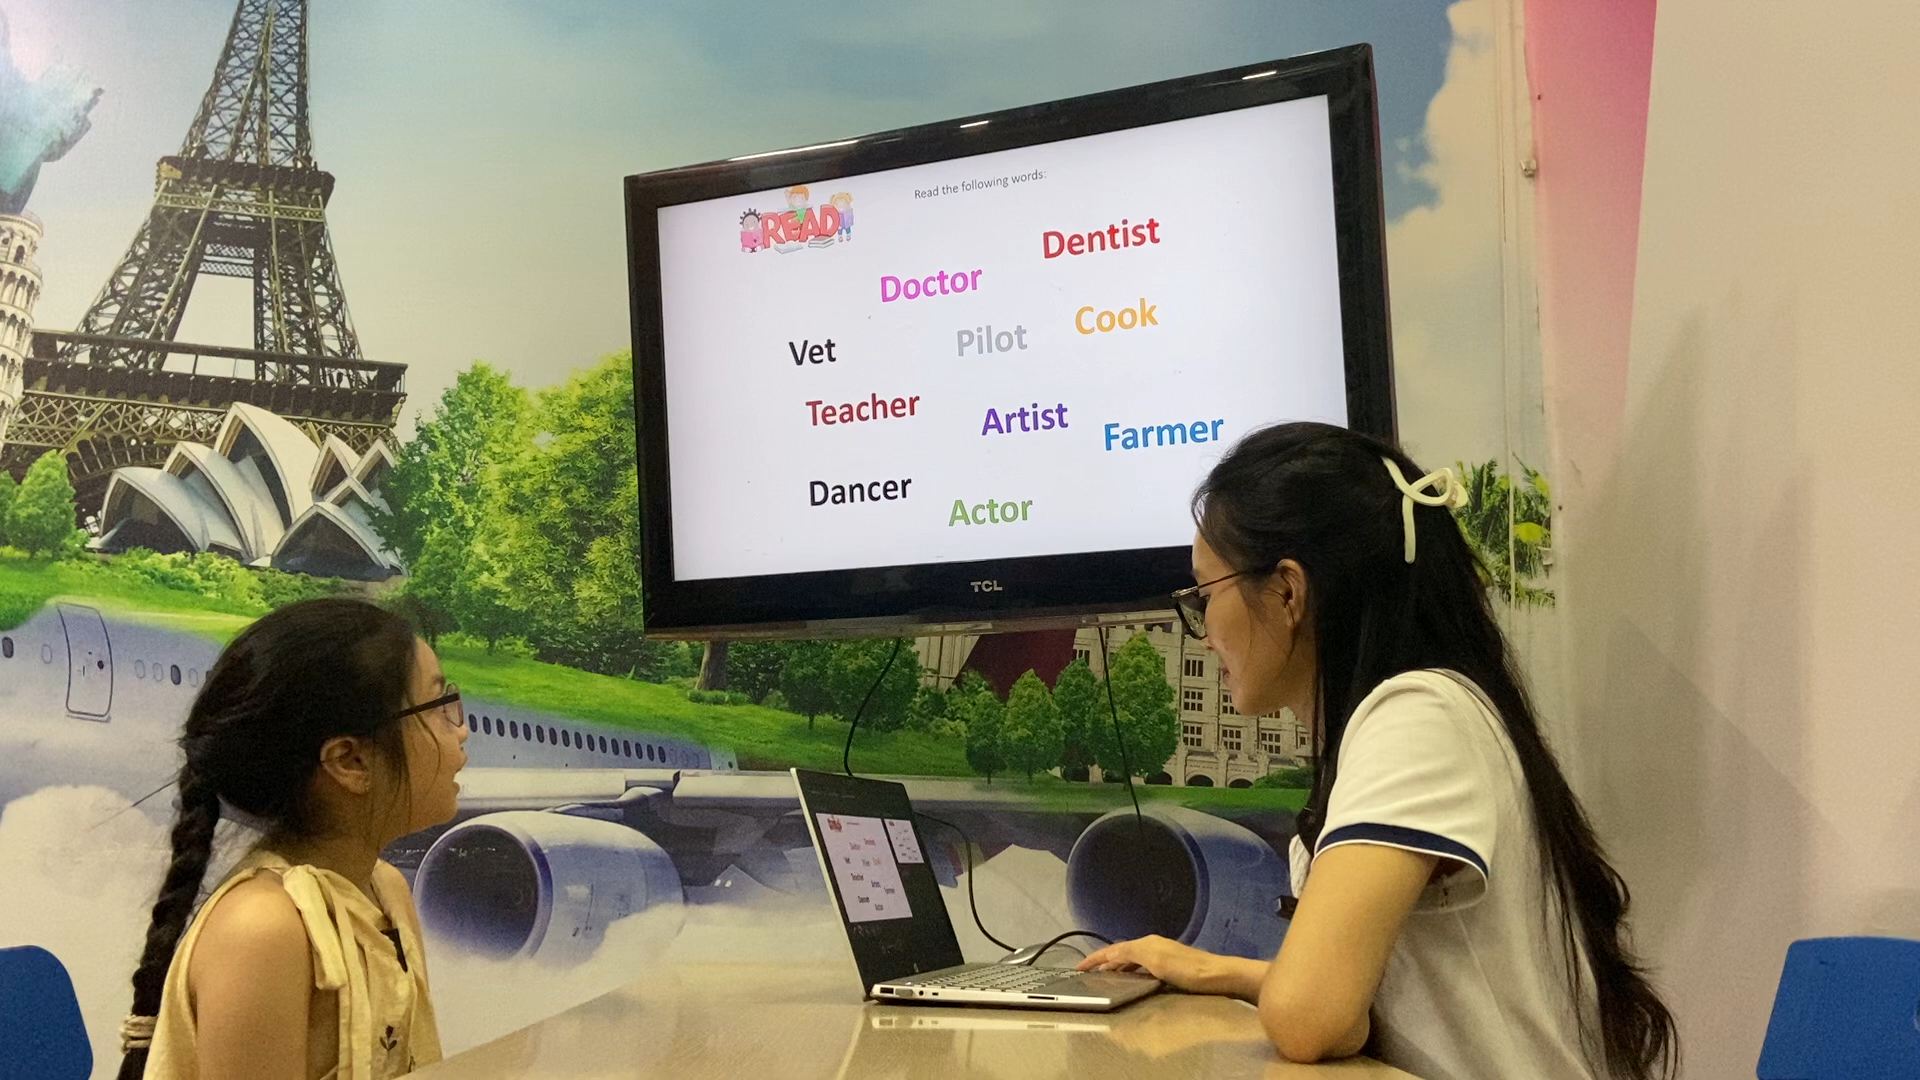 READ
Read the following words:
Dentist
Doctor
Cook
Pilot
Vet
Teacher
Artist
Farmer
Dancer
Actor
TCL